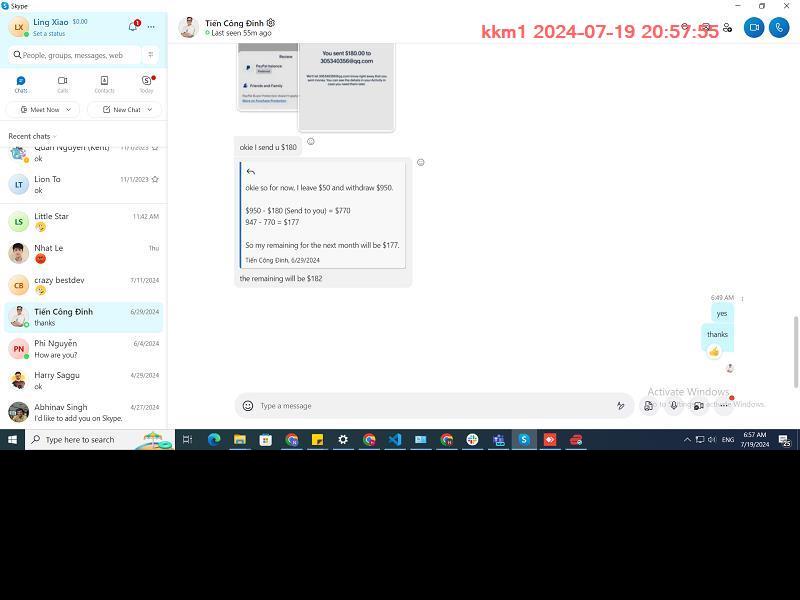 Skype
LX
Ling Xiao $0.00
Set a status
1
kkm1 2024-07-19 20:57:55
Tiến Công Đinh
Last seen 55m ago
People, groups, messages, web
Chats
Calls
Contacts
Today
Meet Now
New Chat
Recent chats
Quan Nguyen (Kent) 11/1/2023
ok
LT
Lion To 11/1/2023
ok
LS
Little Star 11:42 AM
Nhat Le Thu
CB
crazy bestdev 7/11/2024
Tiến Công Đinh 6/29/2024
thanks
PN
Phi Nguyễn 6/4/2024
How are you?
Harry Saggu 4/29/2024
ok
Abhinav Singh 4/27/2024
I'd like to add you on Skype.
Review
PayPal balance
Preferred
Friends and Family
More on Purchase Protection
You sent $180.00 to
305340356@qq.com
okie I send u $180
okie so for now, I leave $50 and withdraw $950.
$950 - $180 (Send to you) = $770
947 - 770 = $177
So my remaining for the next month will be $177.
Tiến Công Đinh, 6/29/2024
the remaining will be $182
6:49 AM
yes
thanks
Type a message
Activate Windows
Type here to search
ENG
6:57 AM
7/19/2024
25